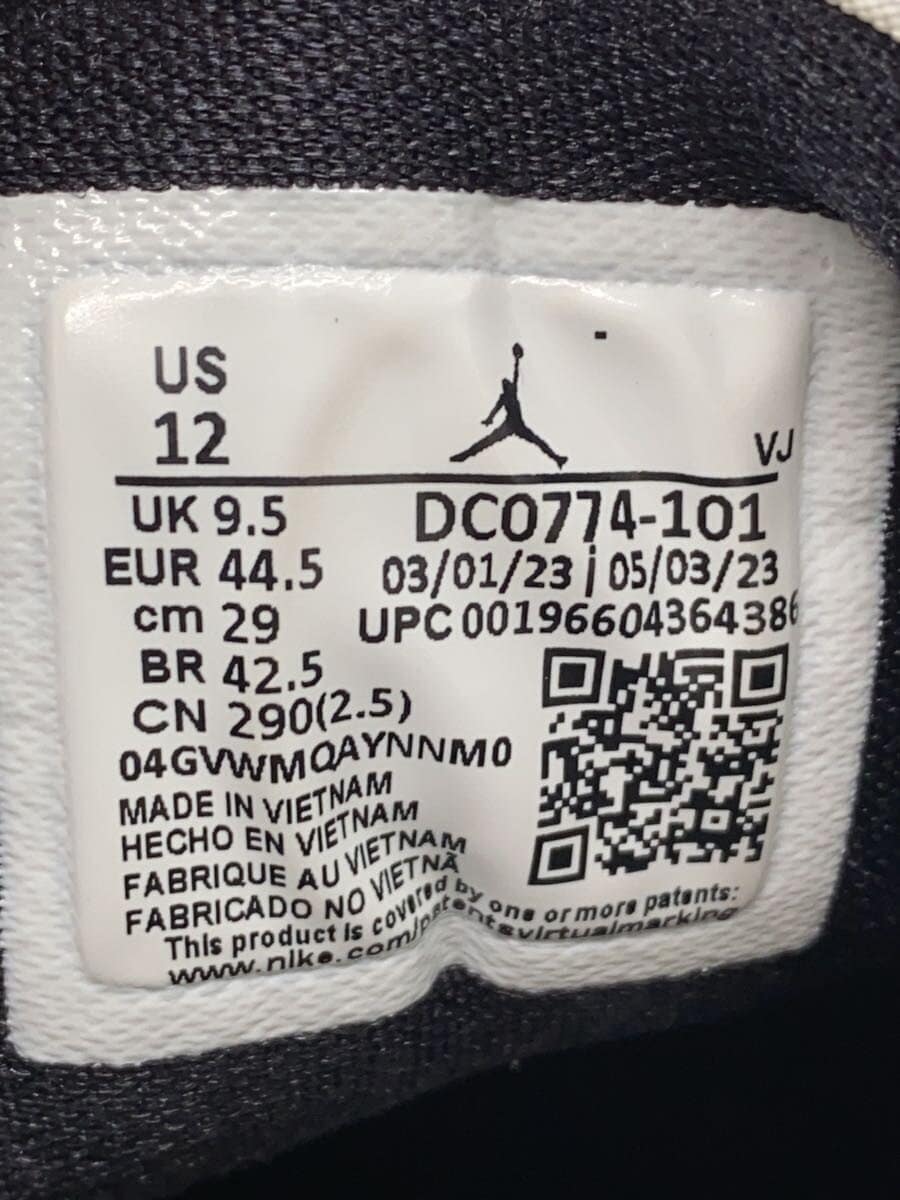 US
12
VJ
UK 9.5
DC0774-101
EUR 44.5
03/01/23 | 05/03/23
cm 29
UPC 00196604364386
BR 42.5
CN 290(2.5)
04GVWMQAYNNM0
MADE IN VIETNAM
HECHO EN VIETNAM
FABRIQUE AU VIETNAM
FABRICADO NO VIETNÃ
This product is covered by one or more patents:
www.nike.com/patentsvirtualmarking